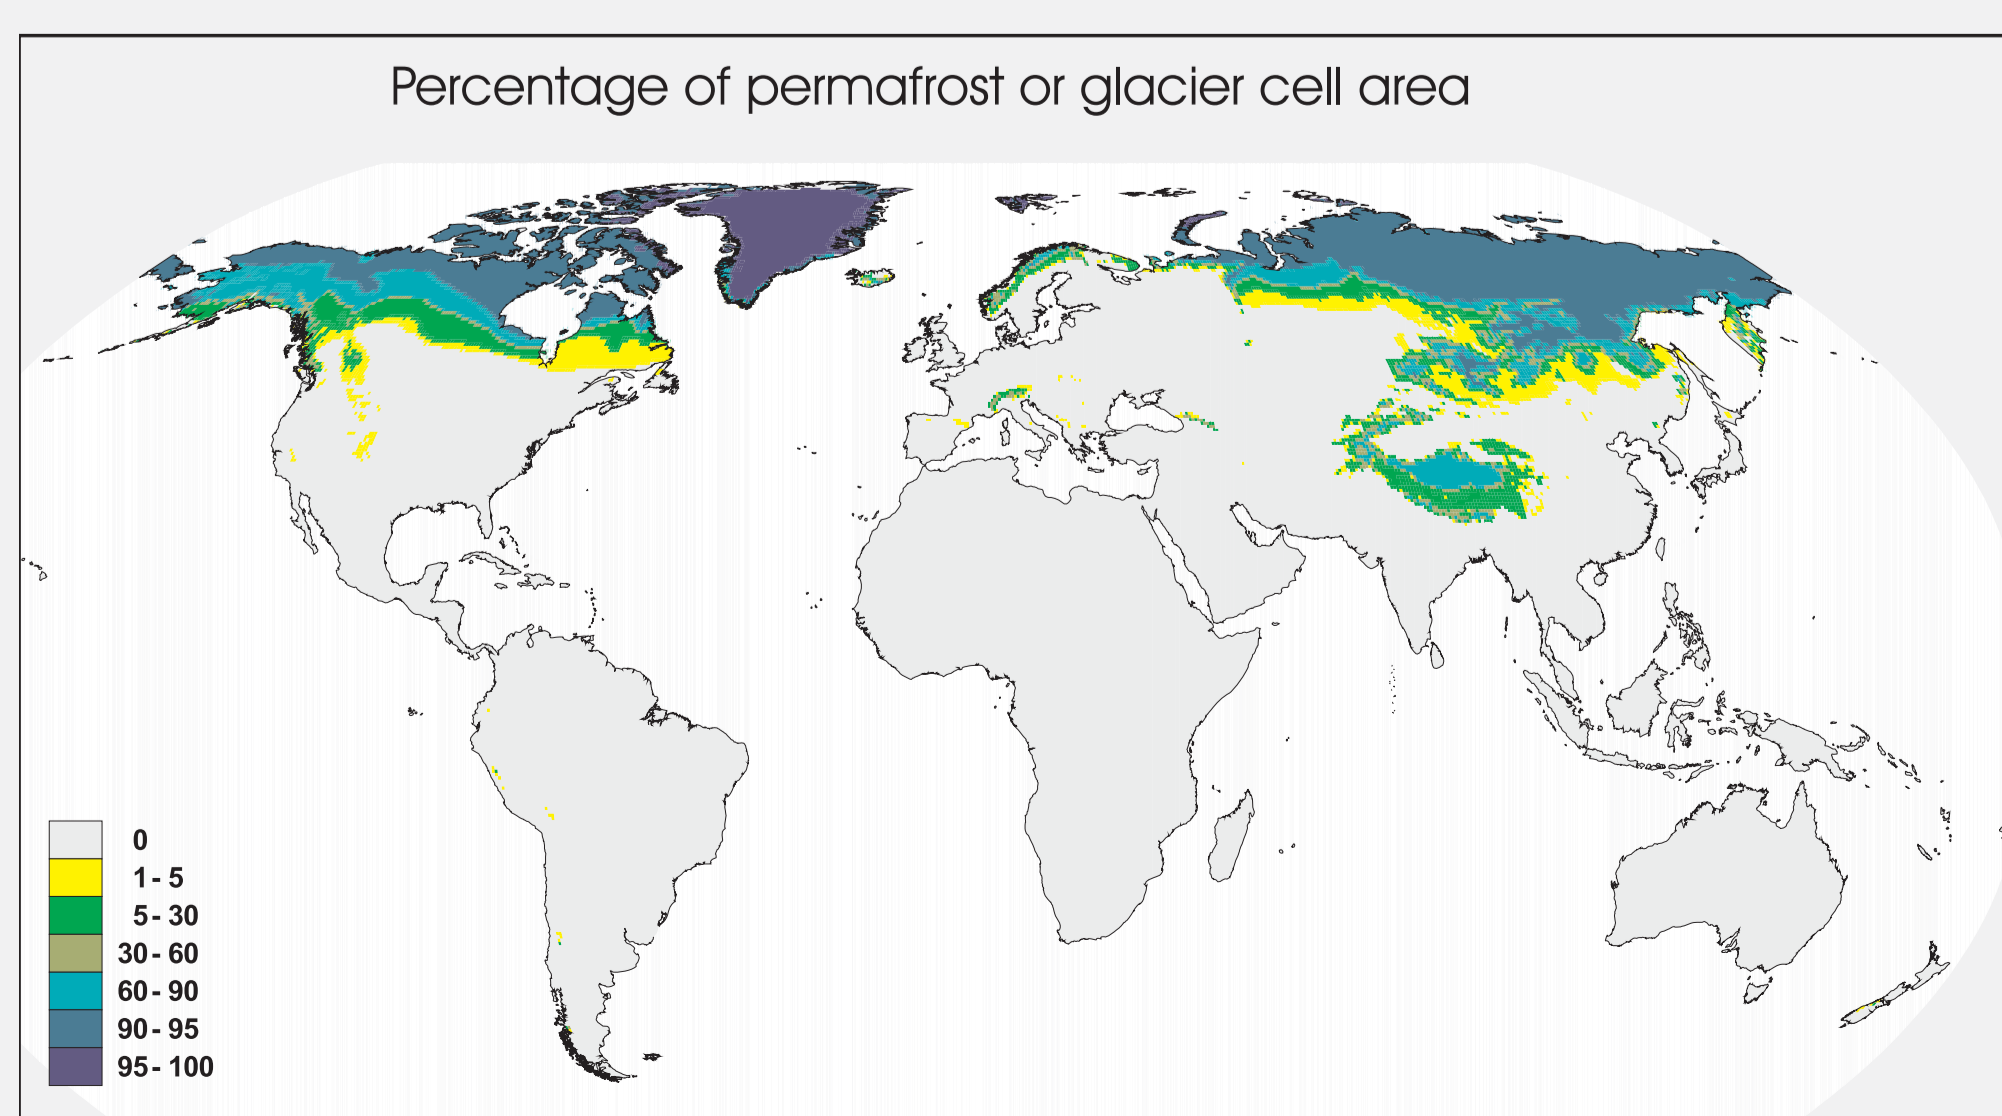 Percentage of permafrost or glacier cell area
0
1 - 5
5 - 30
30 - 60
60 - 90
90 - 95
95 - 100